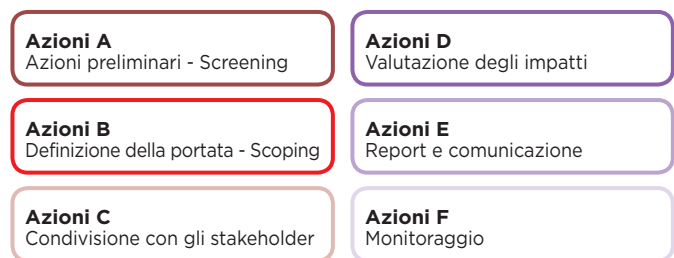 Azioni A
Azioni preliminari - Screening
Azioni B
Definizione della portata - Scoping
Azioni C
Condivisione con gli stakeholder
Azioni D
Valutazione degli impatti
Azioni E
Report e comunicazione
Azioni F
Monitoraggio